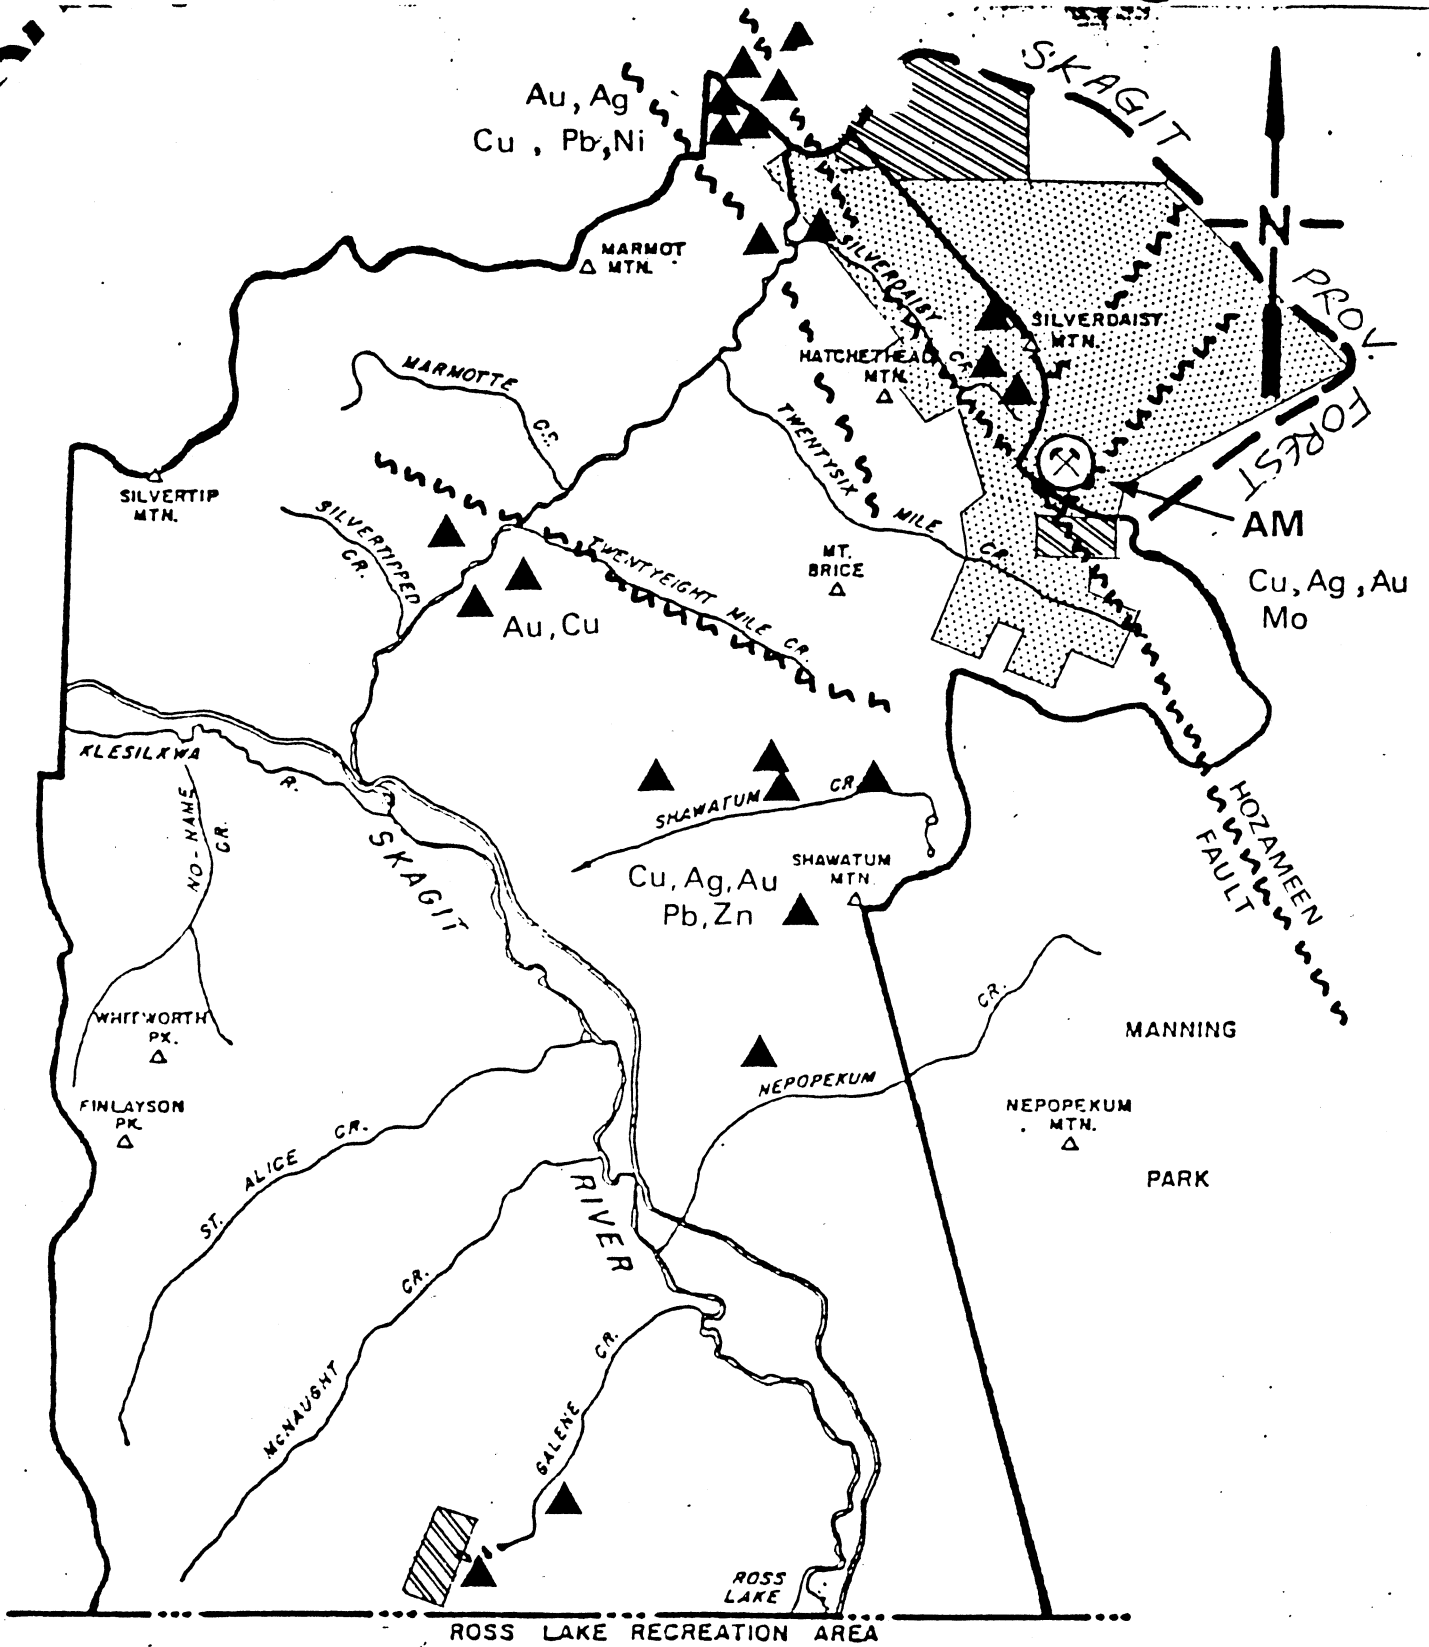 SKAGIT
Au, Ag
Cu, Pb, Ni
N
MARMOT
MTN.
SILVERDAISY
CR.
PROV.
SILVERDAISY
MTN.
HATCHETHEAD
MTN.
MARMOTTE
CR.
TWENTYSIX MILE CR.
FOREST
SILVERTIP
MTN.
SILVERTIPPED
CR.
AM
TWENTYEIGHT MILE CR.
MT.
BRICE
Cu, Ag, Au
Mo
Au, Cu
KLESILKWA
R.
NO-NAME
CR.
SKAGIT
SHAWATUM CR.
HOZAMEEN
FAULT
SHAWATUM
MTN.
Cu, Ag, Au
Pb, Zn
WHITWORTH
PK.
CR.
MANNING
NEPOPEKUM
FINLAYSON
PK.
NEPOPEKUM
MTN.
ST. ALICE CR.
PARK
RIVER
McNAUGHT CR.
GALENE CR.
ROSS
LAKE
ROSS LAKE RECREATION AREA